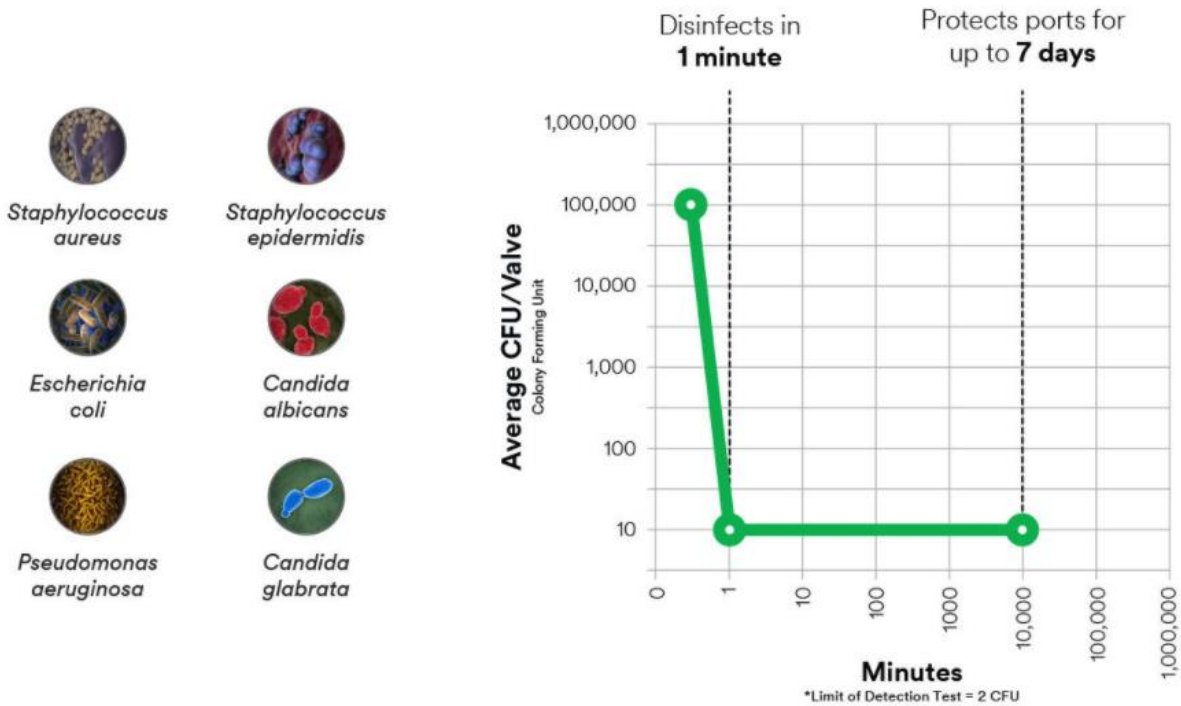 Disinfects in
1 minute
Protects ports for
up to 7 days
Staphylococcus
aureus
Staphylococcus
epidermidis
Escherichia
coli
Candida
albicans
Pseudomonas
aeruginosa
Candida
glabrata
Average CFU/Valve
Colony Forming Unit
1,000,000
100,000
10,000
1,000
100
10
0
1
10
100
1000
10,000
100,000
1,000,000
Minutes
*Limit of Detection Test = 2 CFU